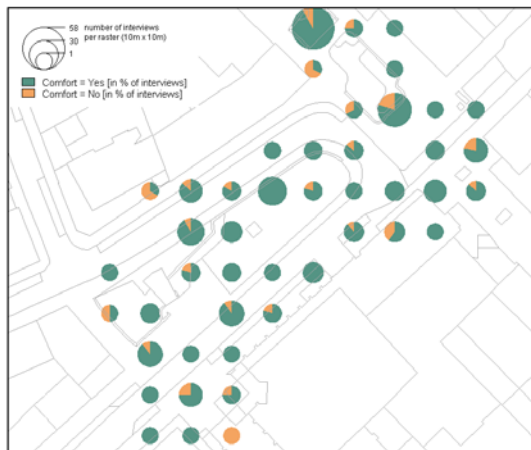 58 number of interviews
30 per raster (10m x 10m)
1
Comfort = Yes [in % of interviews]
Comfort = No [in % of interviews]